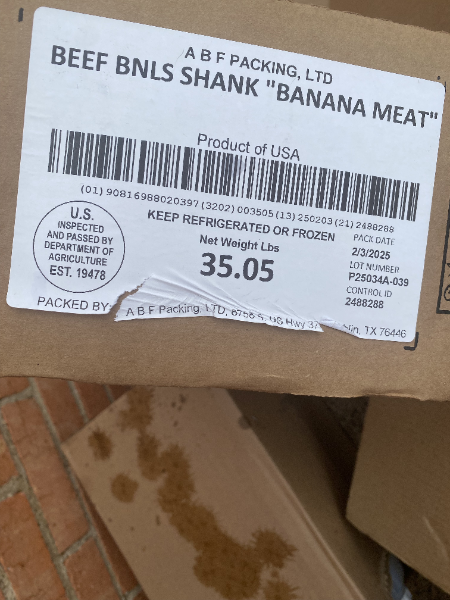 A B F PACKING, LTD
BEEF BNLS SHANK "BANANA MEAT"
Product of USA
(01) 90816988020397 (3202) 003505 (13) 250203 (21) 2488288
KEEP REFRIGERATED OR FROZEN
Net Weight Lbs
35.05
PACK DATE
2/3/2025
LOT NUMBER
P25034A-039
CONTROL ID
2488288
U.S.
INSPECTED
AND PASSED BY
DEPARTMENT OF
AGRICULTURE
EST. 19478
PACKED BY: A B F Packing, LTD, S. US Hwy TX 76446